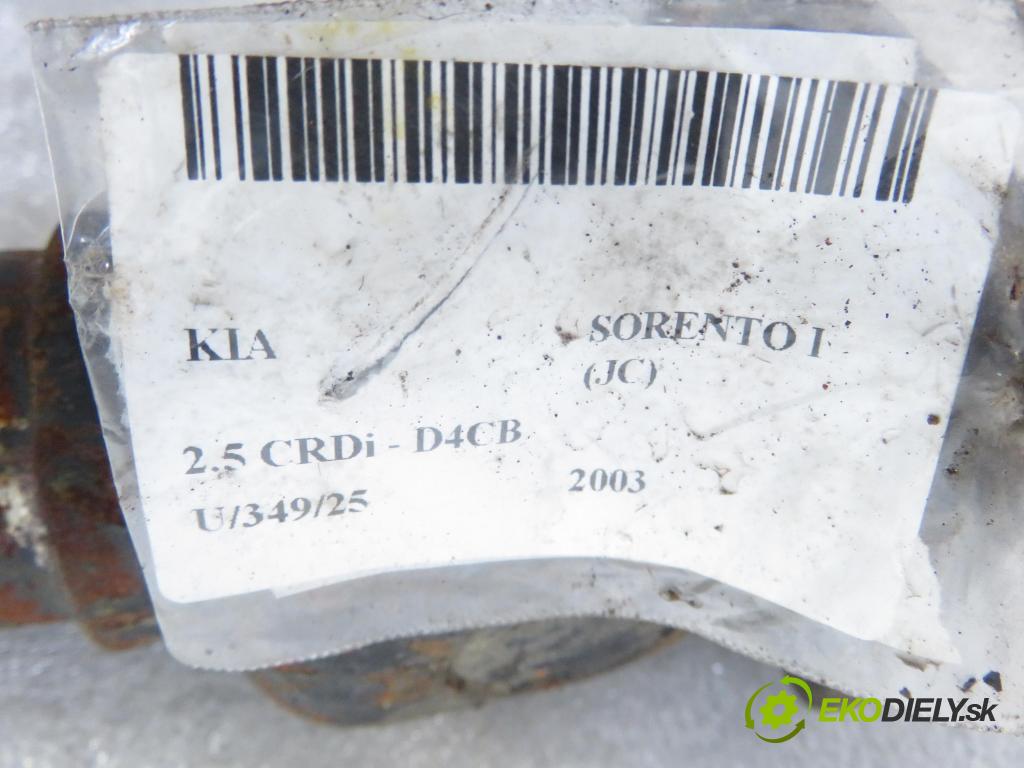 KIA
SORENTO I
(JC)
2.5 CRDi - D4CB
U/349/25
2003
EKODIELY.sk